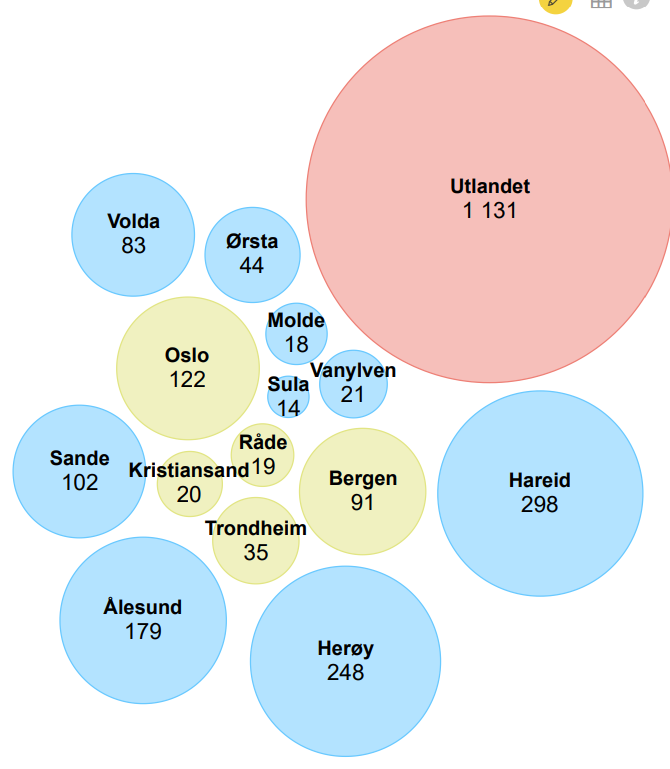 Utlandet
1 131
Volda
83
Ørsta
44
Molde
18
Oslo
122
Vanylven
21
Sula
14
Råde
19
Sande
102
Kristiansand
20
Bergen
91
Hareid
298
Trondheim
35
Ålesund
179
Herøy
248